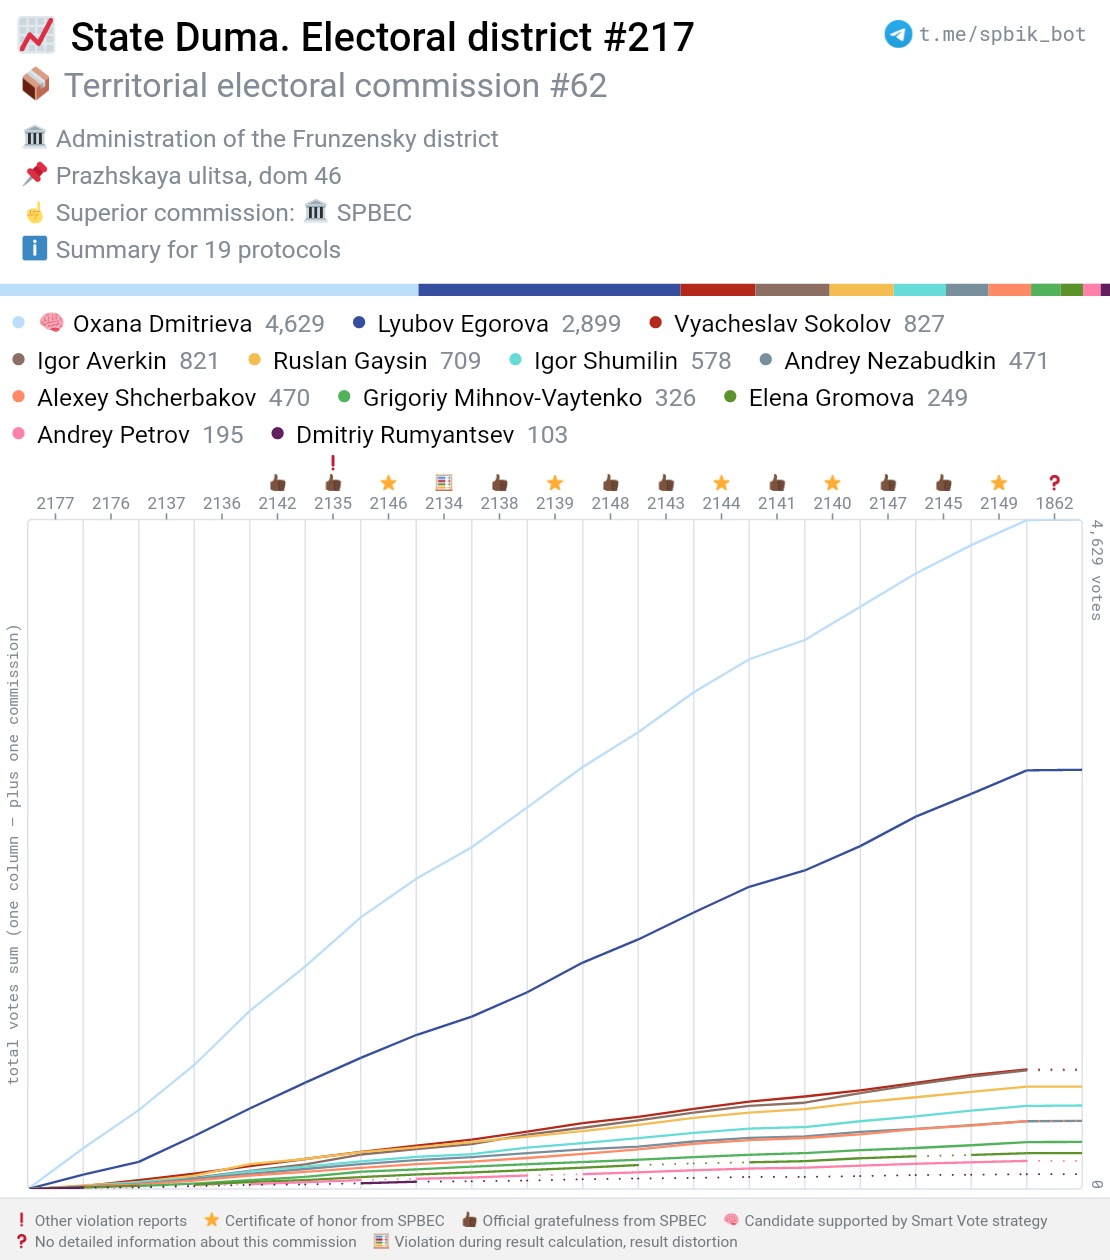 State Duma. Electoral district #217
t.me/spbik_bot
Territorial electoral commission #62
Administration of the Frunzensky district
Prazhskaya ulitsa, dom 46
Superior commission: SPBEC
Summary for 19 protocols
Oxana Dmitrieva 4,629 Lyubov Egorova 2,899 Vyacheslav Sokolov 827
Igor Averkin 821 Ruslan Gaysin 709 Igor Shumilin 578 Andrey Nezabudkin 471
Alexey Shcherbakov 470 Grigoriy Mihnov-Vaytenko 326 Elena Gromova 249
Andrey Petrov 195 Dmitriy Rumyantsev 103
2177 2176 2137 2136 2142 2135 2146 2134 2138 2139 2148 2143 2144 2141 2140 2147 2145 2149 1862
4,629 votes
total votes sum (one column — plus one commission)
0
Other violation reports Certificate of honor from SPBEC Official gratefulness from SPBEC Candidate supported by Smart Vote strategy
No detailed information about this commission Violation during result calculation, result distortion